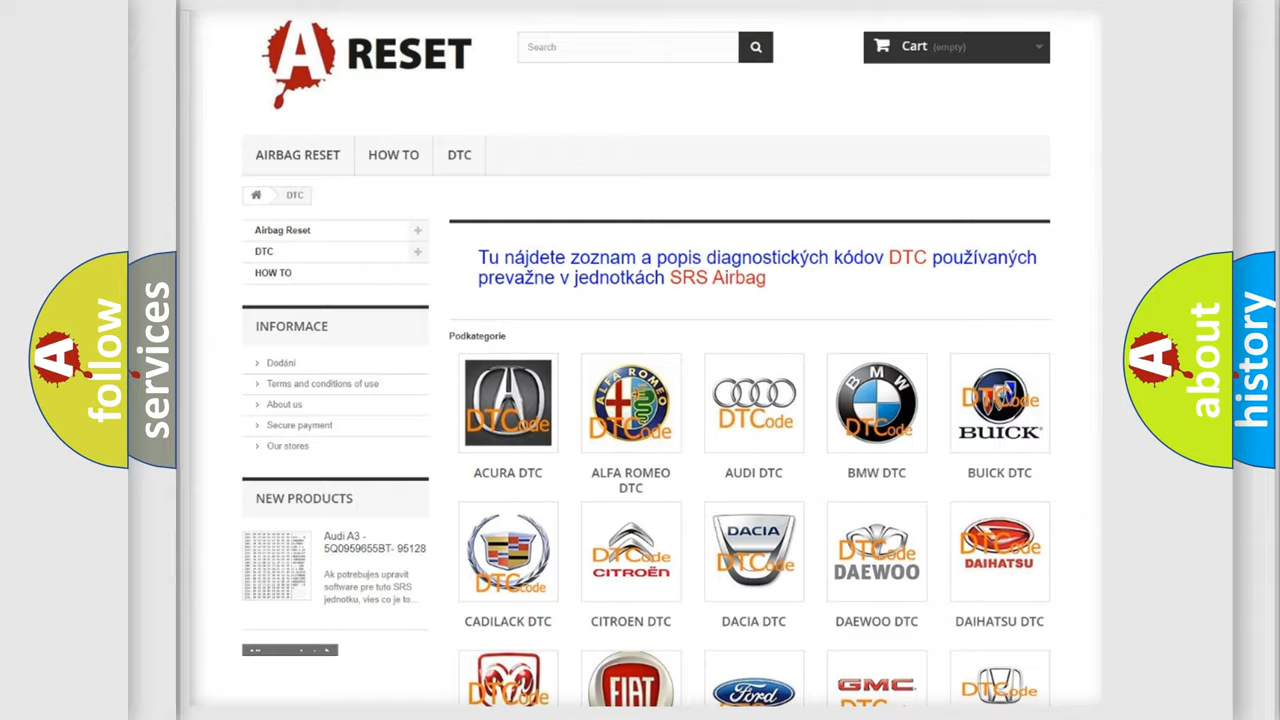 A RESET
Search
Cart (empty)
AIRBAG RESET
HOW TO
DTC
DTC
Airbag Reset
DTC
HOW TO
INFORMACE
Dodání
Terms and conditions of use
About us
Secure payment
Our stores
NEW PRODUCTS
Audi A3 -
5Q0959655BT- 95128
Ak potrebujes upravit
software pre tuto SRS
jednotku, vies co je to...
Tu nájdete zoznam a popis diagnostických kódov DTC používaných
prevažne v jednotkách SRS Airbag
Podkategorie
DTCode
ALFA ROMEO
DTCode
DTCode
BMW
DTCode
DTCode
BUICK
ACURA DTC
ALFA ROMEO
DTC
AUDI DTC
BMW DTC
BUICK DTC
DTCode
DTCode
CITROËN
DACIA
DTCode
DTCode
DAEWOO
DTCode
DAIHATSU
CADILACK DTC
CITROEN DTC
DACIA DTC
DAEWOO DTC
DAIHATSU DTC
DTCode
FIAT
Ford
GMC
DTCode
A follow
services
A about
history